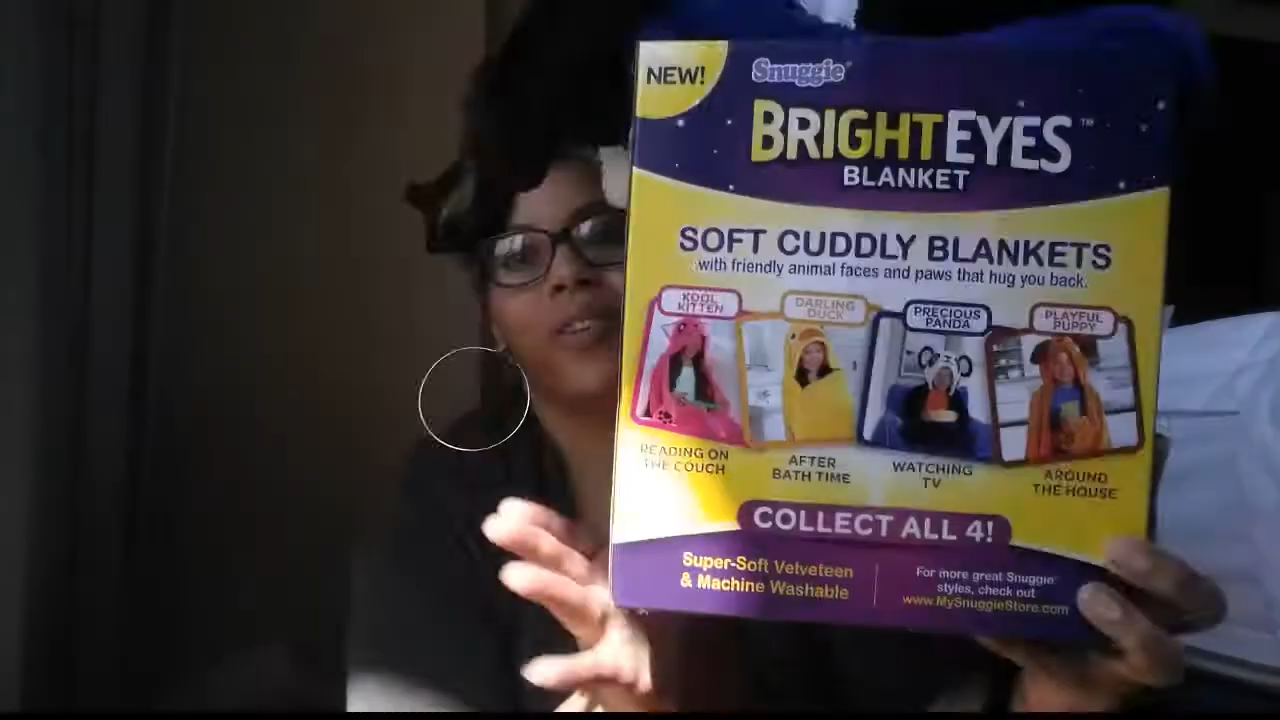 NEW!
Snuggie
BRIGHTEYES™
BLANKET
SOFT CUDDLY BLANKETS
with friendly animal faces and paws that hug you back.
KOOL
KITTEN
DARLING
DUCK
PRECIOUS
PANDA
PLAYFUL
PUPPY
READING ON
THE COUCH
AFTER
BATH TIME
WATCHING
TV
AROUND
THE HOUSE
COLLECT ALL 4!
Super-Soft Velveteen
& Machine Washable
For more great Snuggie®
styles, check out
www.MySnuggieStore.com